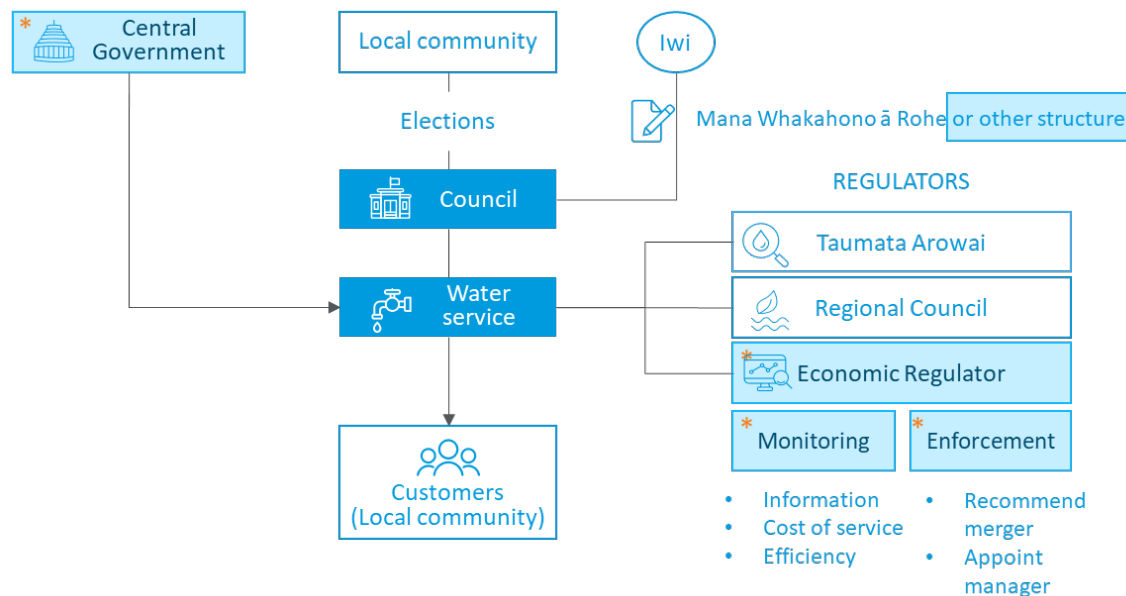 * Central
Government
Local community
Iwi
Elections
Mana Whakahono ā Rohe or other structure
Council
REGULATORS
Taumata Arowai
Water
service
Regional Council
* Economic Regulator
* Monitoring
* Enforcement
Customers
(Local community)
• Information
• Cost of service
• Efficiency
• Recommend
merger
• Appoint
manager